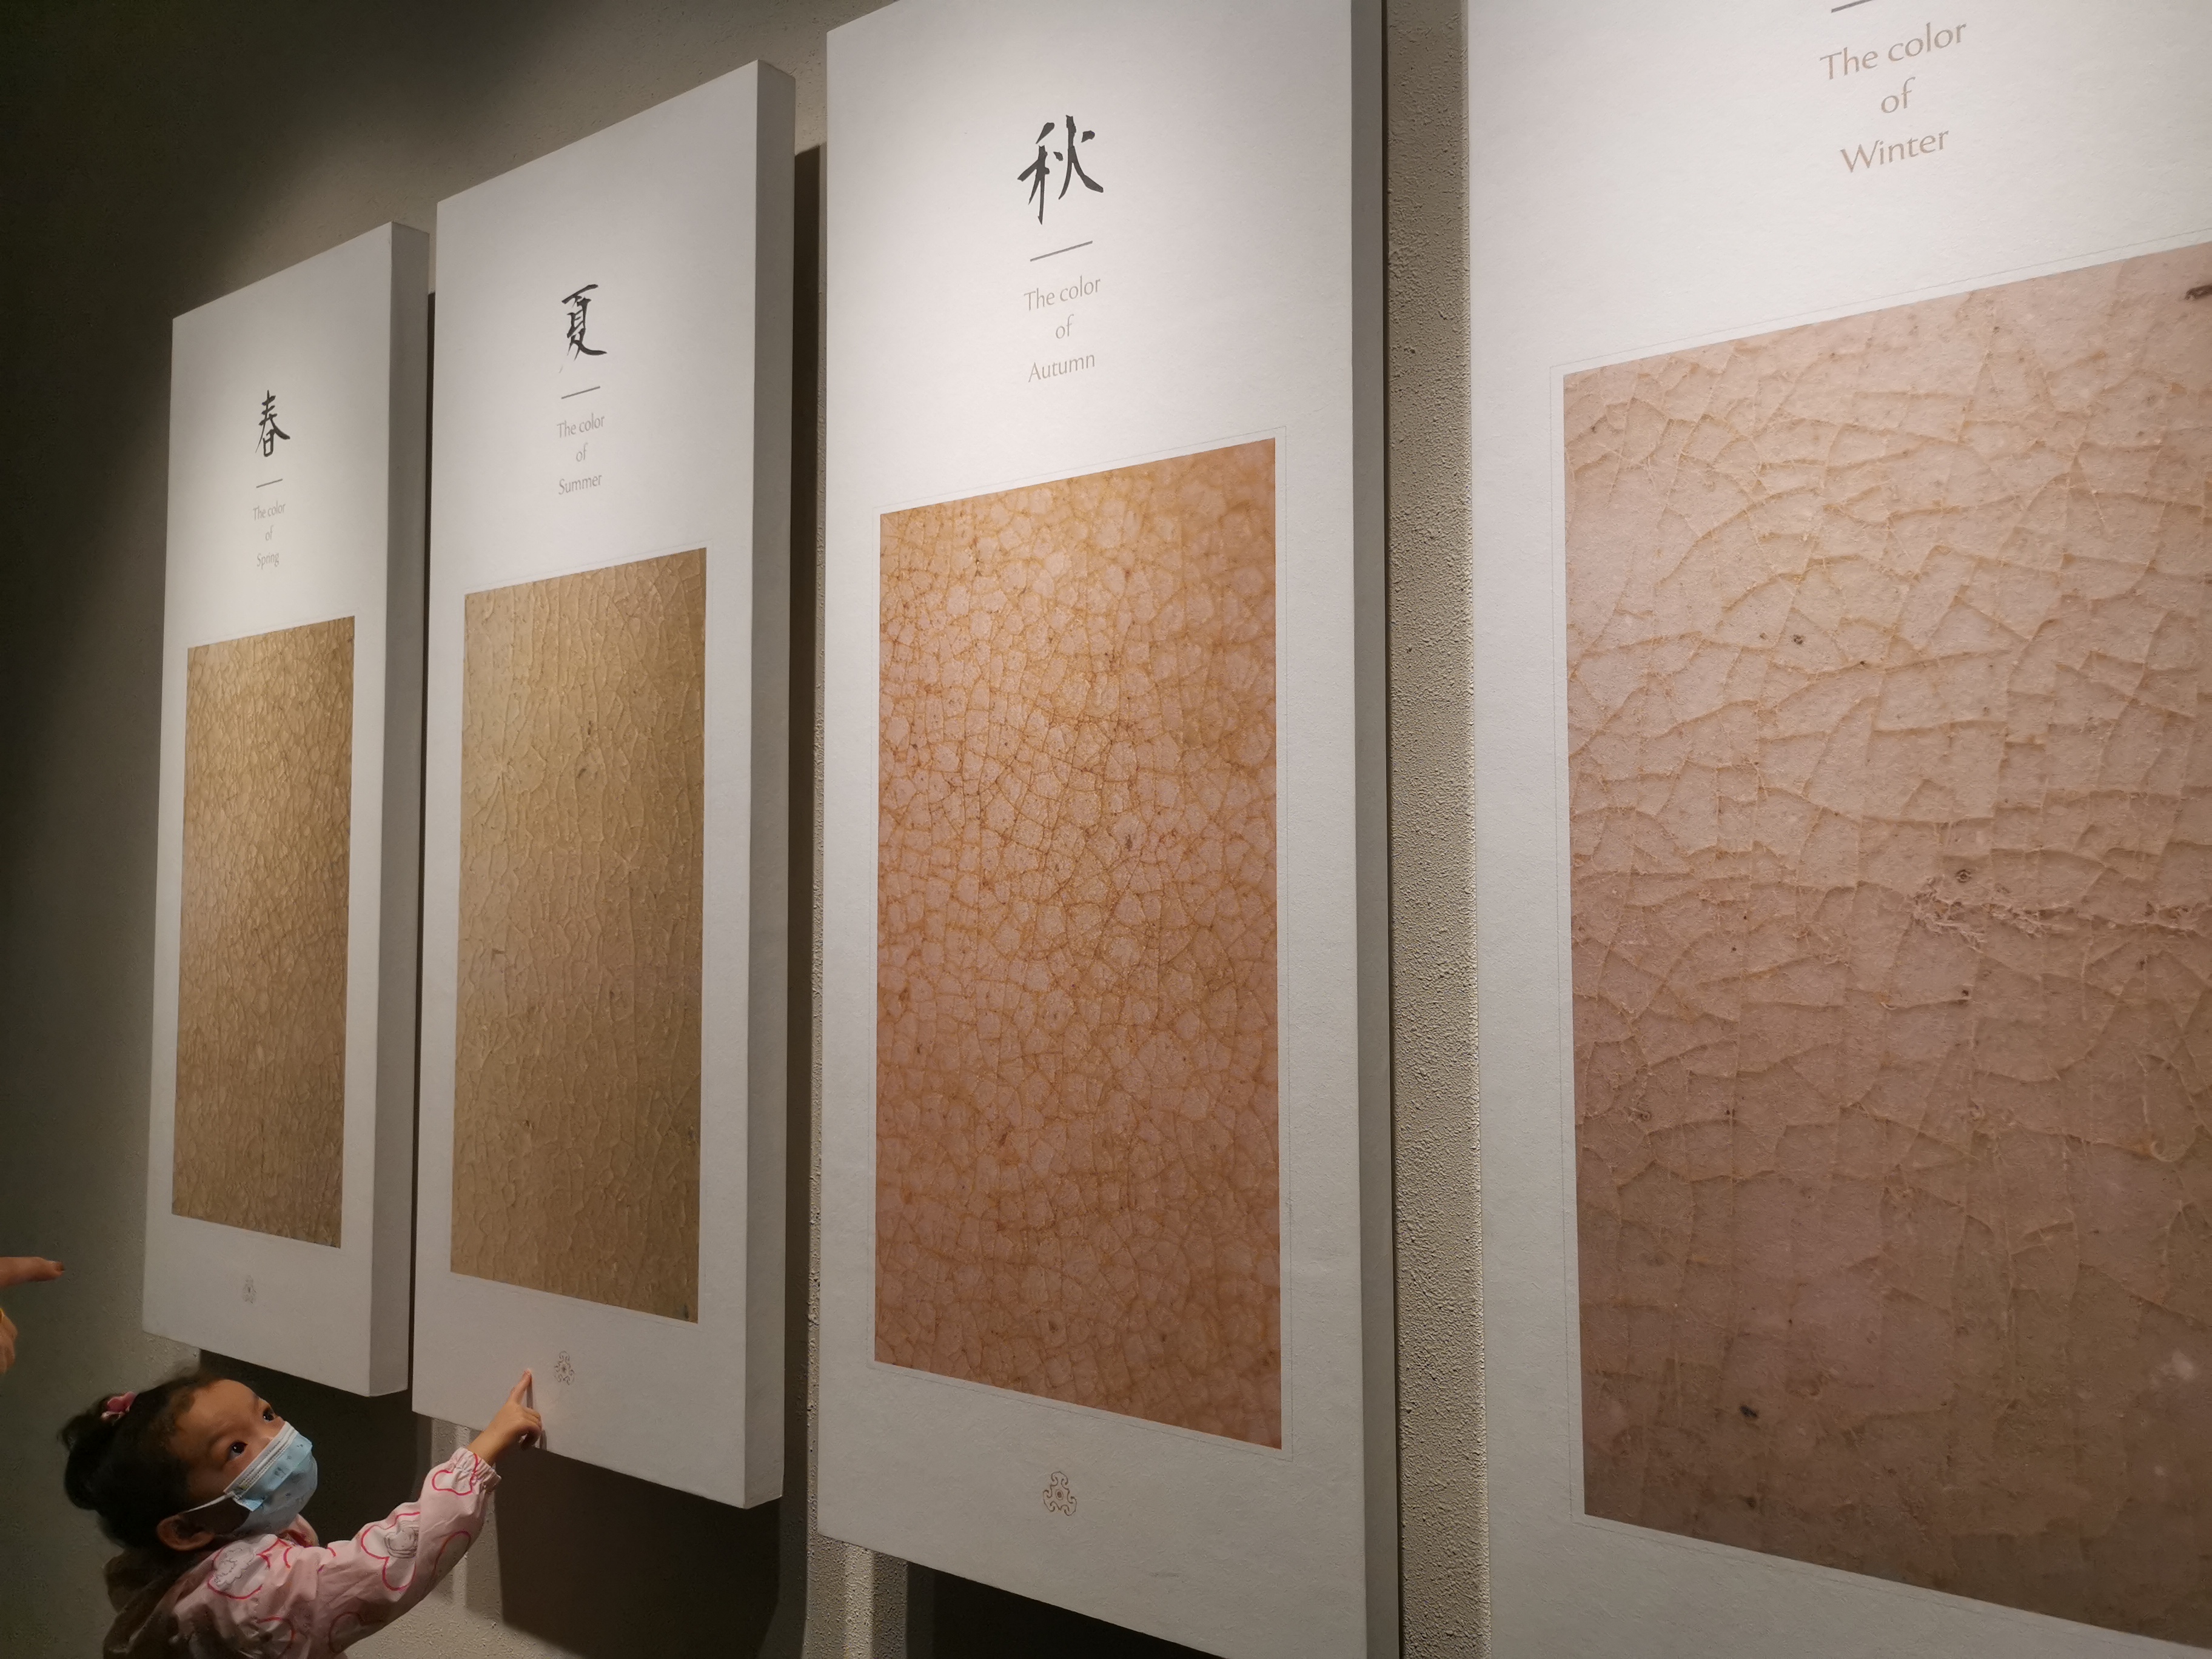 春
The color
of
Spring
夏
The color
of
Summer
秋
The color
of
Autumn
The color
of
Winter